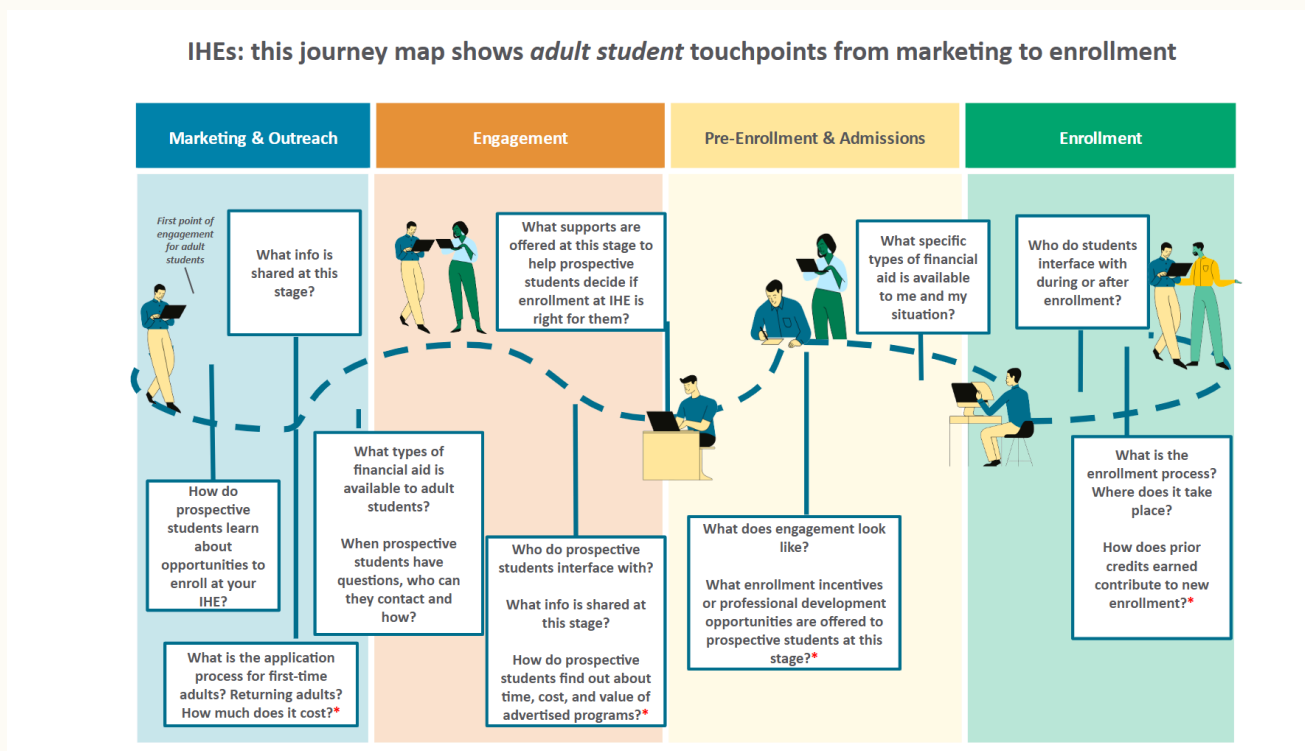 IHEs: this journey map shows adult student touchpoints from marketing to enrollment
Marketing & Outreach
Engagement
Pre-Enrollment & Admissions
Enrollment
First point of
engagement
for adult
students
What info is
shared at this
stage?
How do
prospective
students learn
about
opportunities to
enroll at your
IHE?
What is the application
process for first-time
adults? Returning adults?
How much does it cost?*
What types of
financial aid is
available to adult
students?
When prospective
students have
questions, who can
they contact and
how?
What supports are
offered at this stage to
help prospective
students decide if
enrollment at IHE is
right for them?
Who do prospective
students interface with?
What info is shared at
this stage?
How do prospective
students find out about
time, cost, and value of
advertised programs?*
What does engagement look
like?
What enrollment incentives
or professional development
opportunities are offered to
prospective students at this
stage?*
What specific
types of financial
aid is available
to me and my
situation?
Who do students
interface with
during or after
enrollment?
What is the
enrollment process?
Where does it take
place?
How does prior
credits earned
contribute to new
enrollment?*